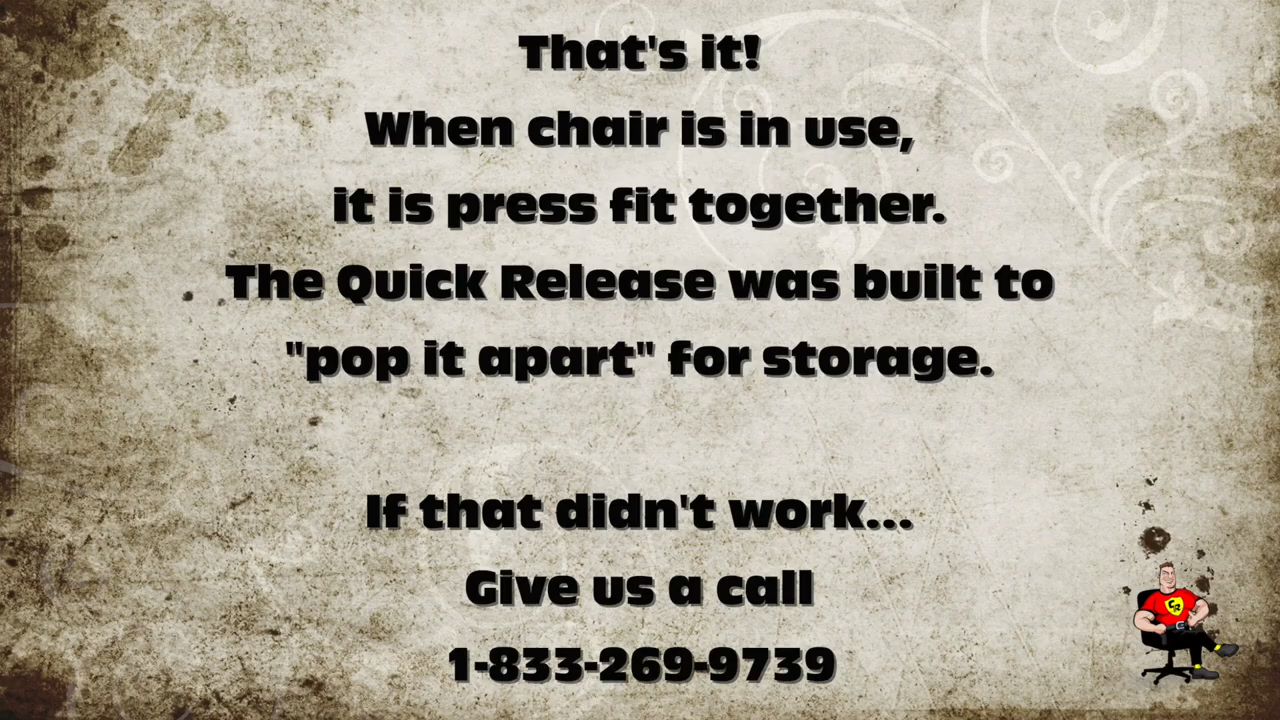 That's it!
When chair is in use,
it is press fit together.
The Quick Release was built to
"pop it apart" for storage.
If that didn't work...
Give us a call
1-833-269-9739
CR